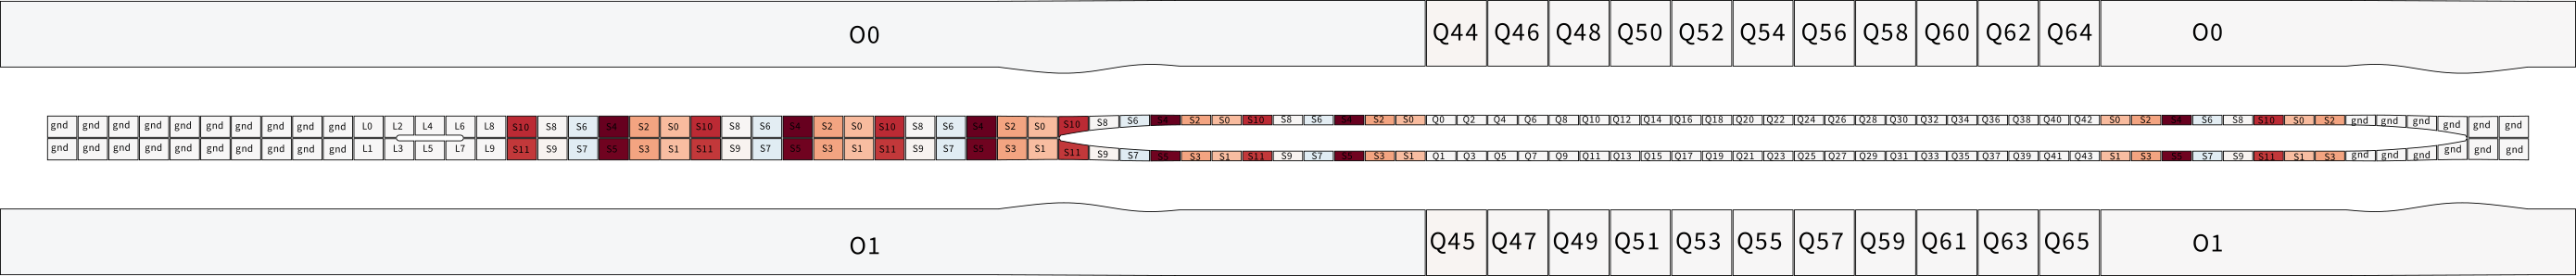 O0 Q44 Q46 Q48 Q50 Q52 Q54 Q56 Q58 Q60 Q62 Q64 O0
gnd gnd gnd gnd gnd gnd gnd gnd gnd gnd L0 L2 L4 L6 L8 S10 S8 S6 S4 S2 S0 S10 S8 S6 S4 S2 S0 S10 S8 S6 S4 S2 S0 S10 S8 S6 S4 S2 S0 S10 S8 S6 S4 S2 S0 Q0 Q2 Q4 Q6 Q8 Q10 Q12 Q14 Q16 Q18 Q20 Q22 Q24 Q26 Q28 Q30 Q32 Q34 Q36 Q38 Q40 Q42 S0 S2 S4 S6 S8 S10 S0 S2 gnd gnd gnd gnd gnd gnd
gnd gnd gnd gnd gnd gnd gnd gnd gnd gnd L1 L3 L5 L7 L9 S11 S9 S7 S5 S3 S1 S11 S9 S7 S5 S3 S1 S11 S9 S7 S5 S3 S1 S11 S9 S7 S5 S3 S1 S11 S9 S7 S5 S3 S1 Q1 Q3 Q5 Q7 Q9 Q11 Q13 Q15 Q17 Q19 Q21 Q23 Q25 Q27 Q29 Q31 Q33 Q35 Q37 Q39 Q41 Q43 S1 S3 S5 S7 S9 S11 S1 S3 gnd gnd gnd gnd gnd gnd
O1 Q45 Q47 Q49 Q51 Q53 Q55 Q57 Q59 Q61 Q63 Q65 O1